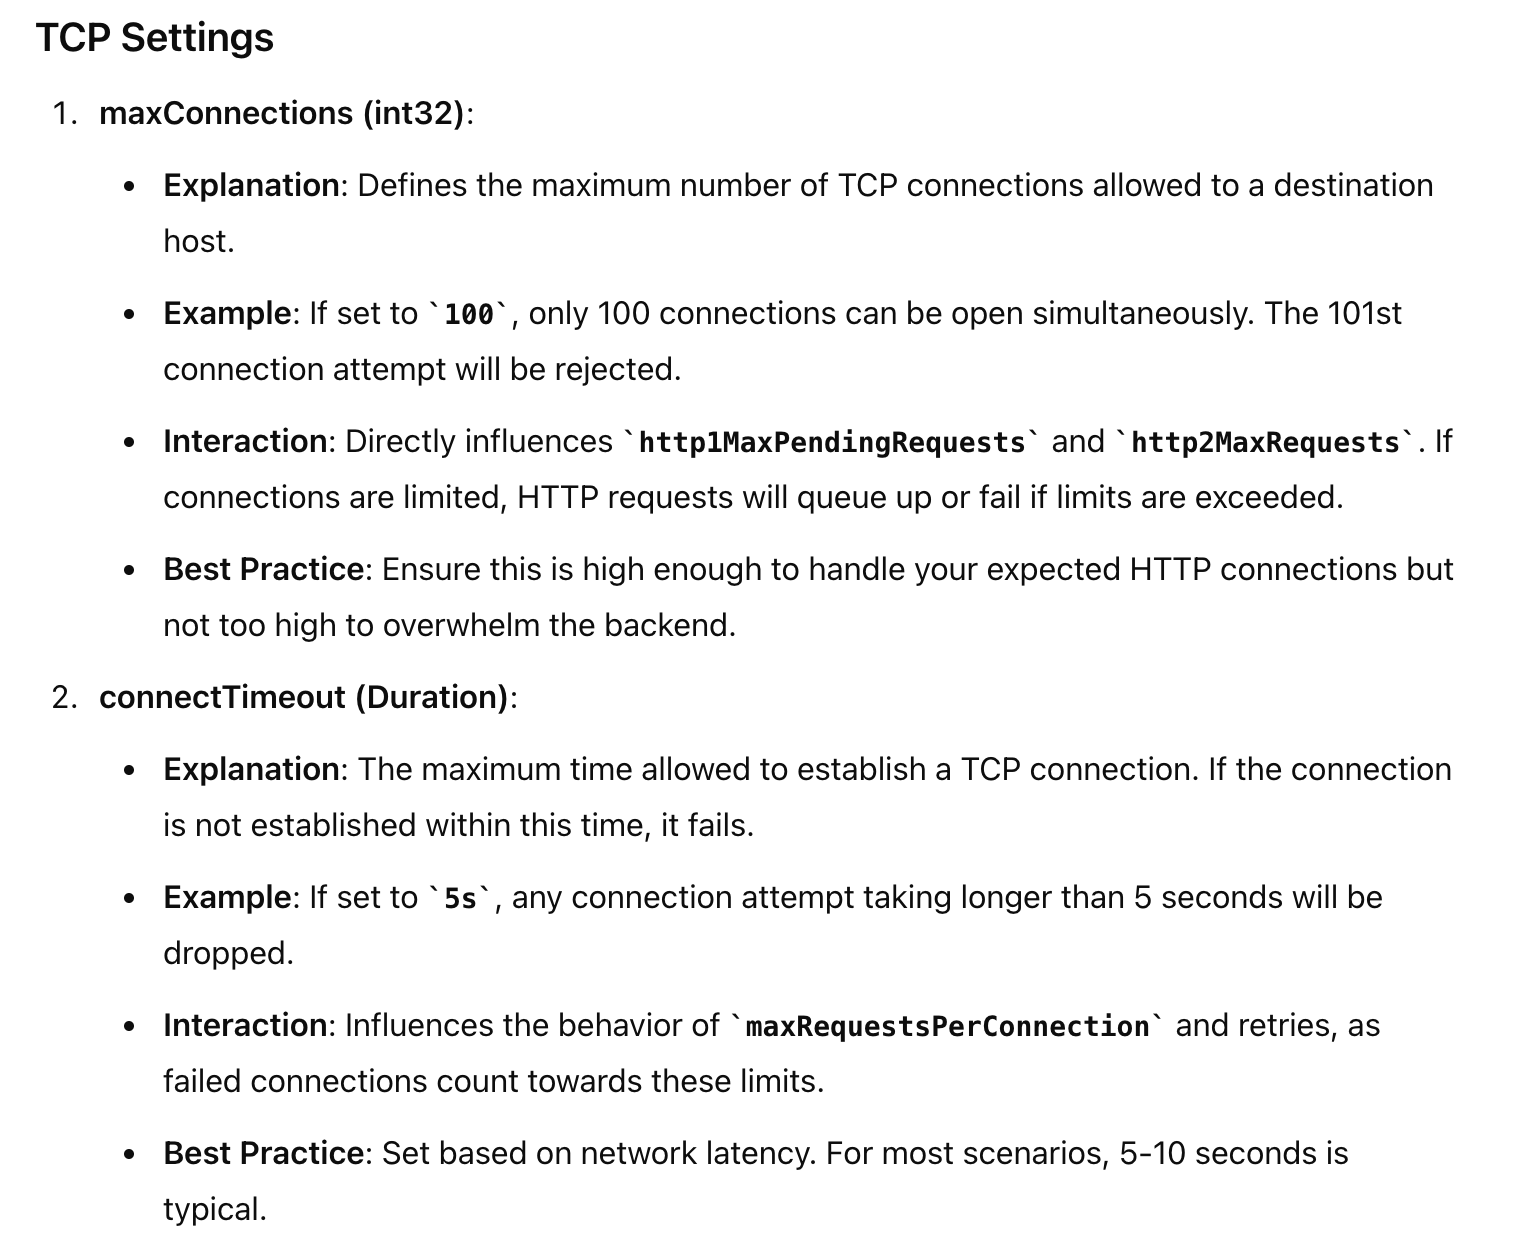 TCP Settings
1. maxConnections (int32):
• Explanation: Defines the maximum number of TCP connections allowed to a destination
host.
• Example: If set to `100`, only 100 connections can be open simultaneously. The 101st
connection attempt will be rejected.
• Interaction: Directly influences `http1MaxPendingRequests` and `http2MaxRequests`. If
connections are limited, HTTP requests will queue up or fail if limits are exceeded.
• Best Practice: Ensure this is high enough to handle your expected HTTP connections but
not too high to overwhelm the backend.
2. connectTimeout (Duration):
• Explanation: The maximum time allowed to establish a TCP connection. If the connection
is not established within this time, it fails.
• Example: If set to `5s`, any connection attempt taking longer than 5 seconds will be
dropped.
• Interaction: Influences the behavior of `maxRequestsPerConnection` and retries, as
failed connections count towards these limits.
• Best Practice: Set based on network latency. For most scenarios, 5-10 seconds is
typical.